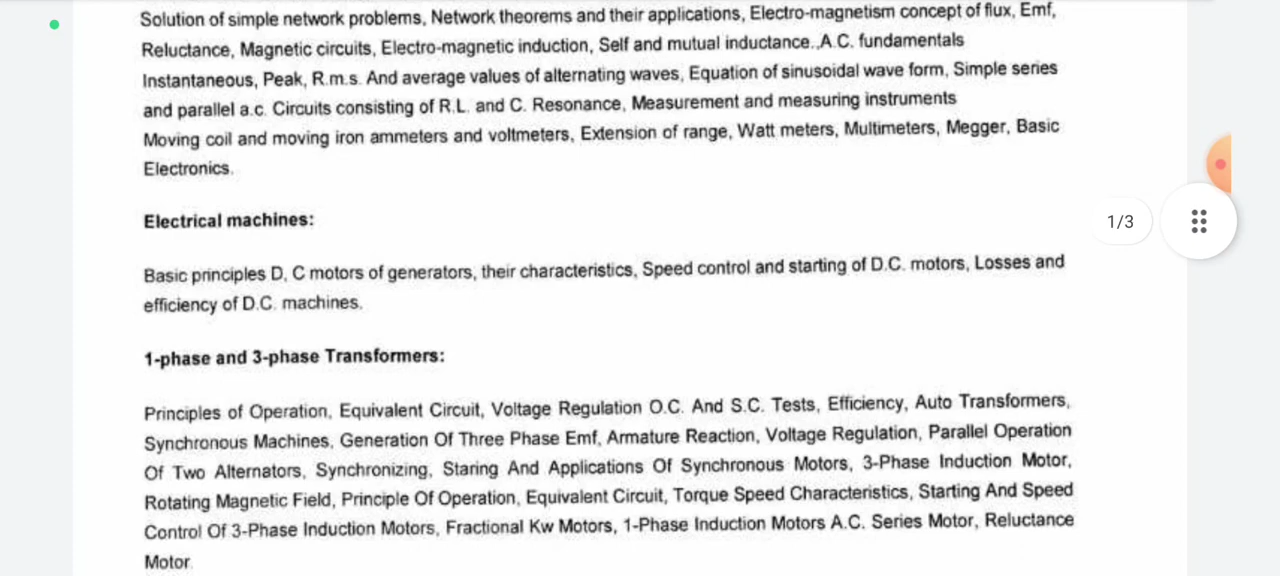 Solution of simple network problems, Network theorems and their applications, Electro-magnetism concept of flux, Emf,
Reluctance, Magnetic circuits, Electro-magnetic induction, Self and mutual inductance.,A.C. fundamentals
Instantaneous, Peak, R.m.s. And average values of alternating waves, Equation of sinusoidal wave form, Simple series
and parallel a.c. Circuits consisting of R.L. and C. Resonance, Measurement and measuring instruments
Moving coil and moving iron ammeters and voltmeters, Extension of range, Watt meters, Multimeters, Megger, Basic
Electronics.
Electrical machines:
1/3
Basic principles D, C motors of generators, their characteristics, Speed control and starting of D.C. motors, Losses and
efficiency of D.C. machines.
1-phase and 3-phase Transformers:
Principles of Operation, Equivalent Circuit, Voltage Regulation O.C. And S.C. Tests, Efficiency, Auto Transformers,
Synchronous Machines, Generation Of Three Phase Emf, Armature Reaction, Voltage Regulation, Parallel Operation
Of Two Alternators, Synchronizing, Staring And Applications Of Synchronous Motors, 3-Phase Induction Motor,
Rotating Magnetic Field, Principle Of Operation, Equivalent Circuit, Torque Speed Characteristics, Starting And Speed
Control Of 3-Phase Induction Motors, Fractional Kw Motors, 1-Phase Induction Motors A.C. Series Motor, Reluctance
Motor.